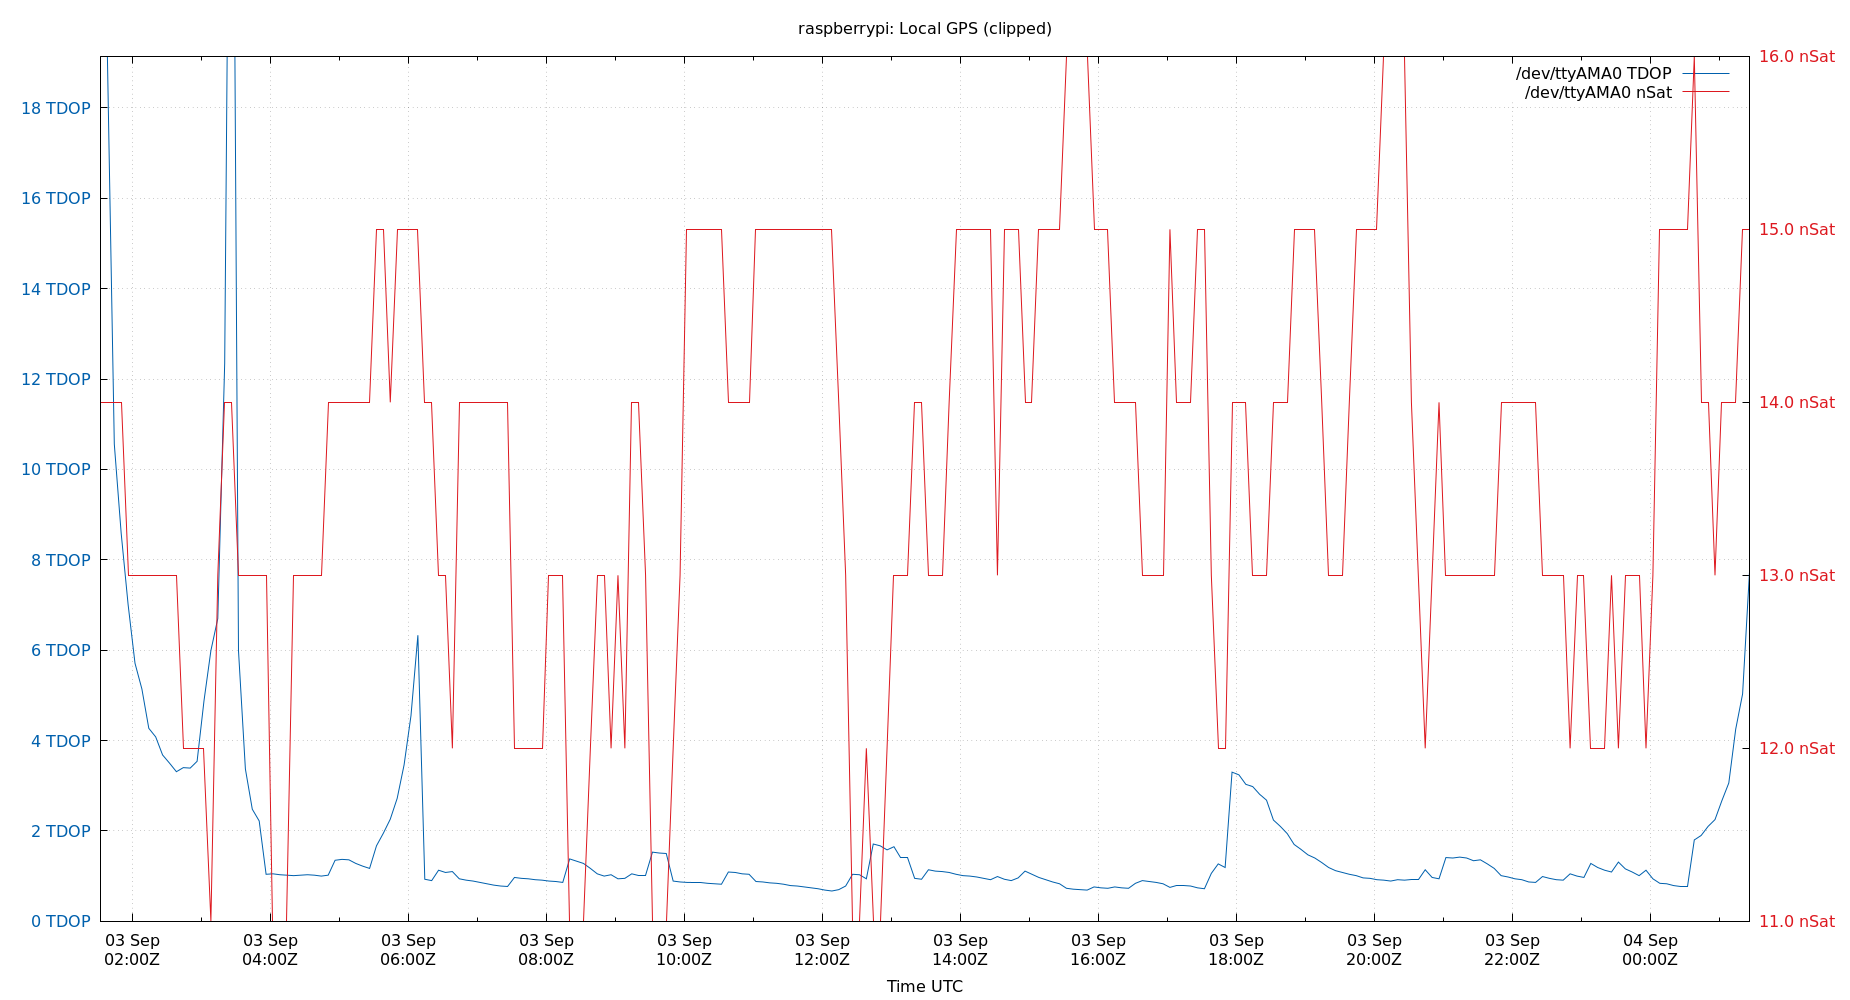 raspberrypi: Local GPS (clipped)
16.0 nSat
/dev/ttyAMA0 TDOP
/dev/ttyAMA0 nSat
18 TDOP
16 TDOP
15.0 nSat
14 TDOP
12 TDOP
14.0 nSat
10 TDOP
8 TDOP
13.0 nSat
6 TDOP
4 TDOP
12.0 nSat
2 TDOP
0 TDOP
11.0 nSat
03 Sep 03 Sep 03 Sep 03 Sep 03 Sep 03 Sep 03 Sep 03 Sep 03 Sep 03 Sep 03 Sep 04 Sep
02:00Z 04:00Z 06:00Z 08:00Z 10:00Z 12:00Z 14:00Z 16:00Z 18:00Z 20:00Z 22:00Z 00:00Z
Time UTC